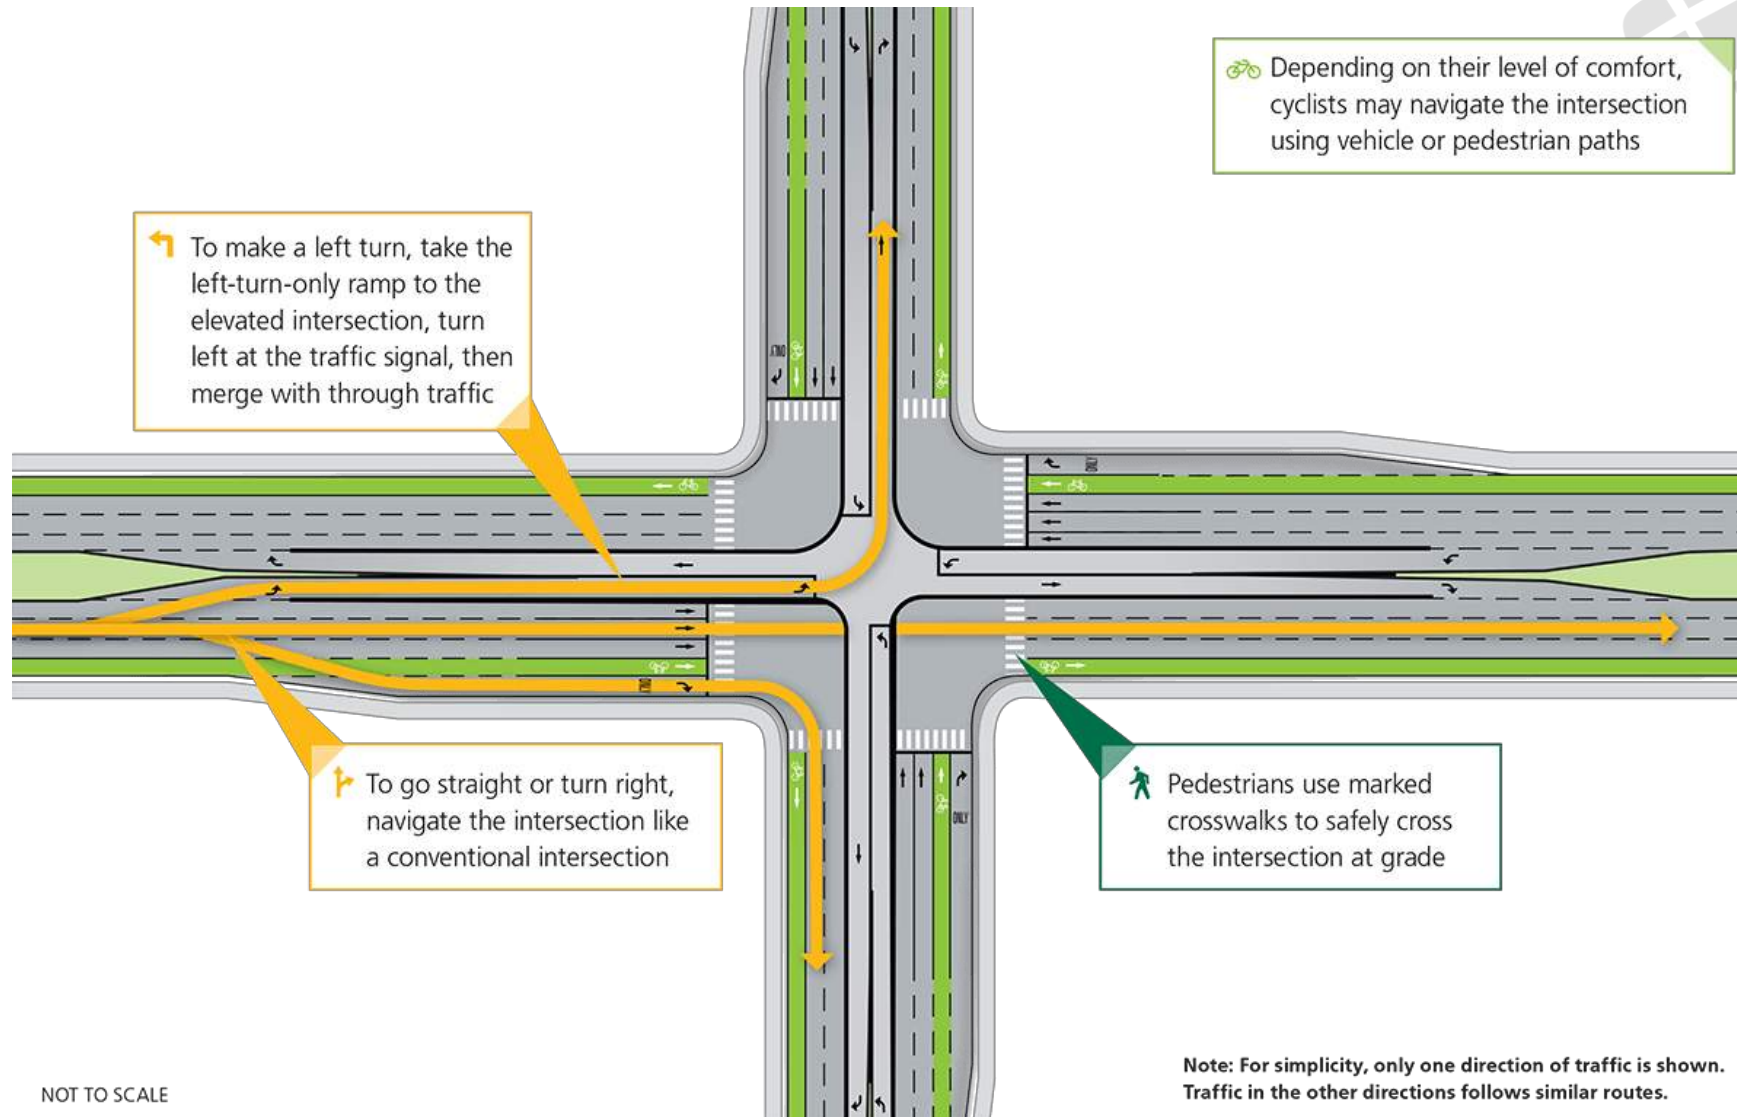 Depending on their level of comfort,
cyclists may navigate the intersection
using vehicle or pedestrian paths
To make a left turn, take the
left-turn-only ramp to the
elevated intersection, turn
left at the traffic signal, then
merge with through traffic
ONLY
ONLY
ONLY
To go straight or turn right,
navigate the intersection like
a conventional intersection
Pedestrians use marked
crosswalks to safely cross
the intersection at grade
ONLY
NOT TO SCALE
Note: For simplicity, only one direction of traffic is shown.
Traffic in the other directions follows similar routes.